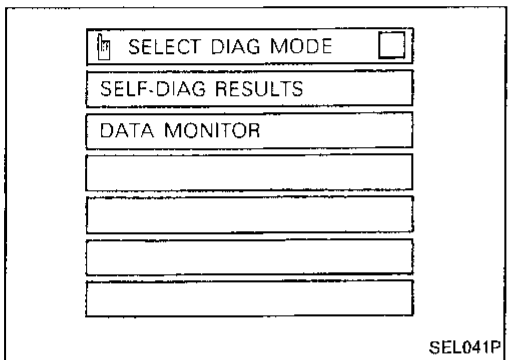 SELECT DIAG MODE
SELF-DIAG RESULTS
DATA MONITOR
SEL041P